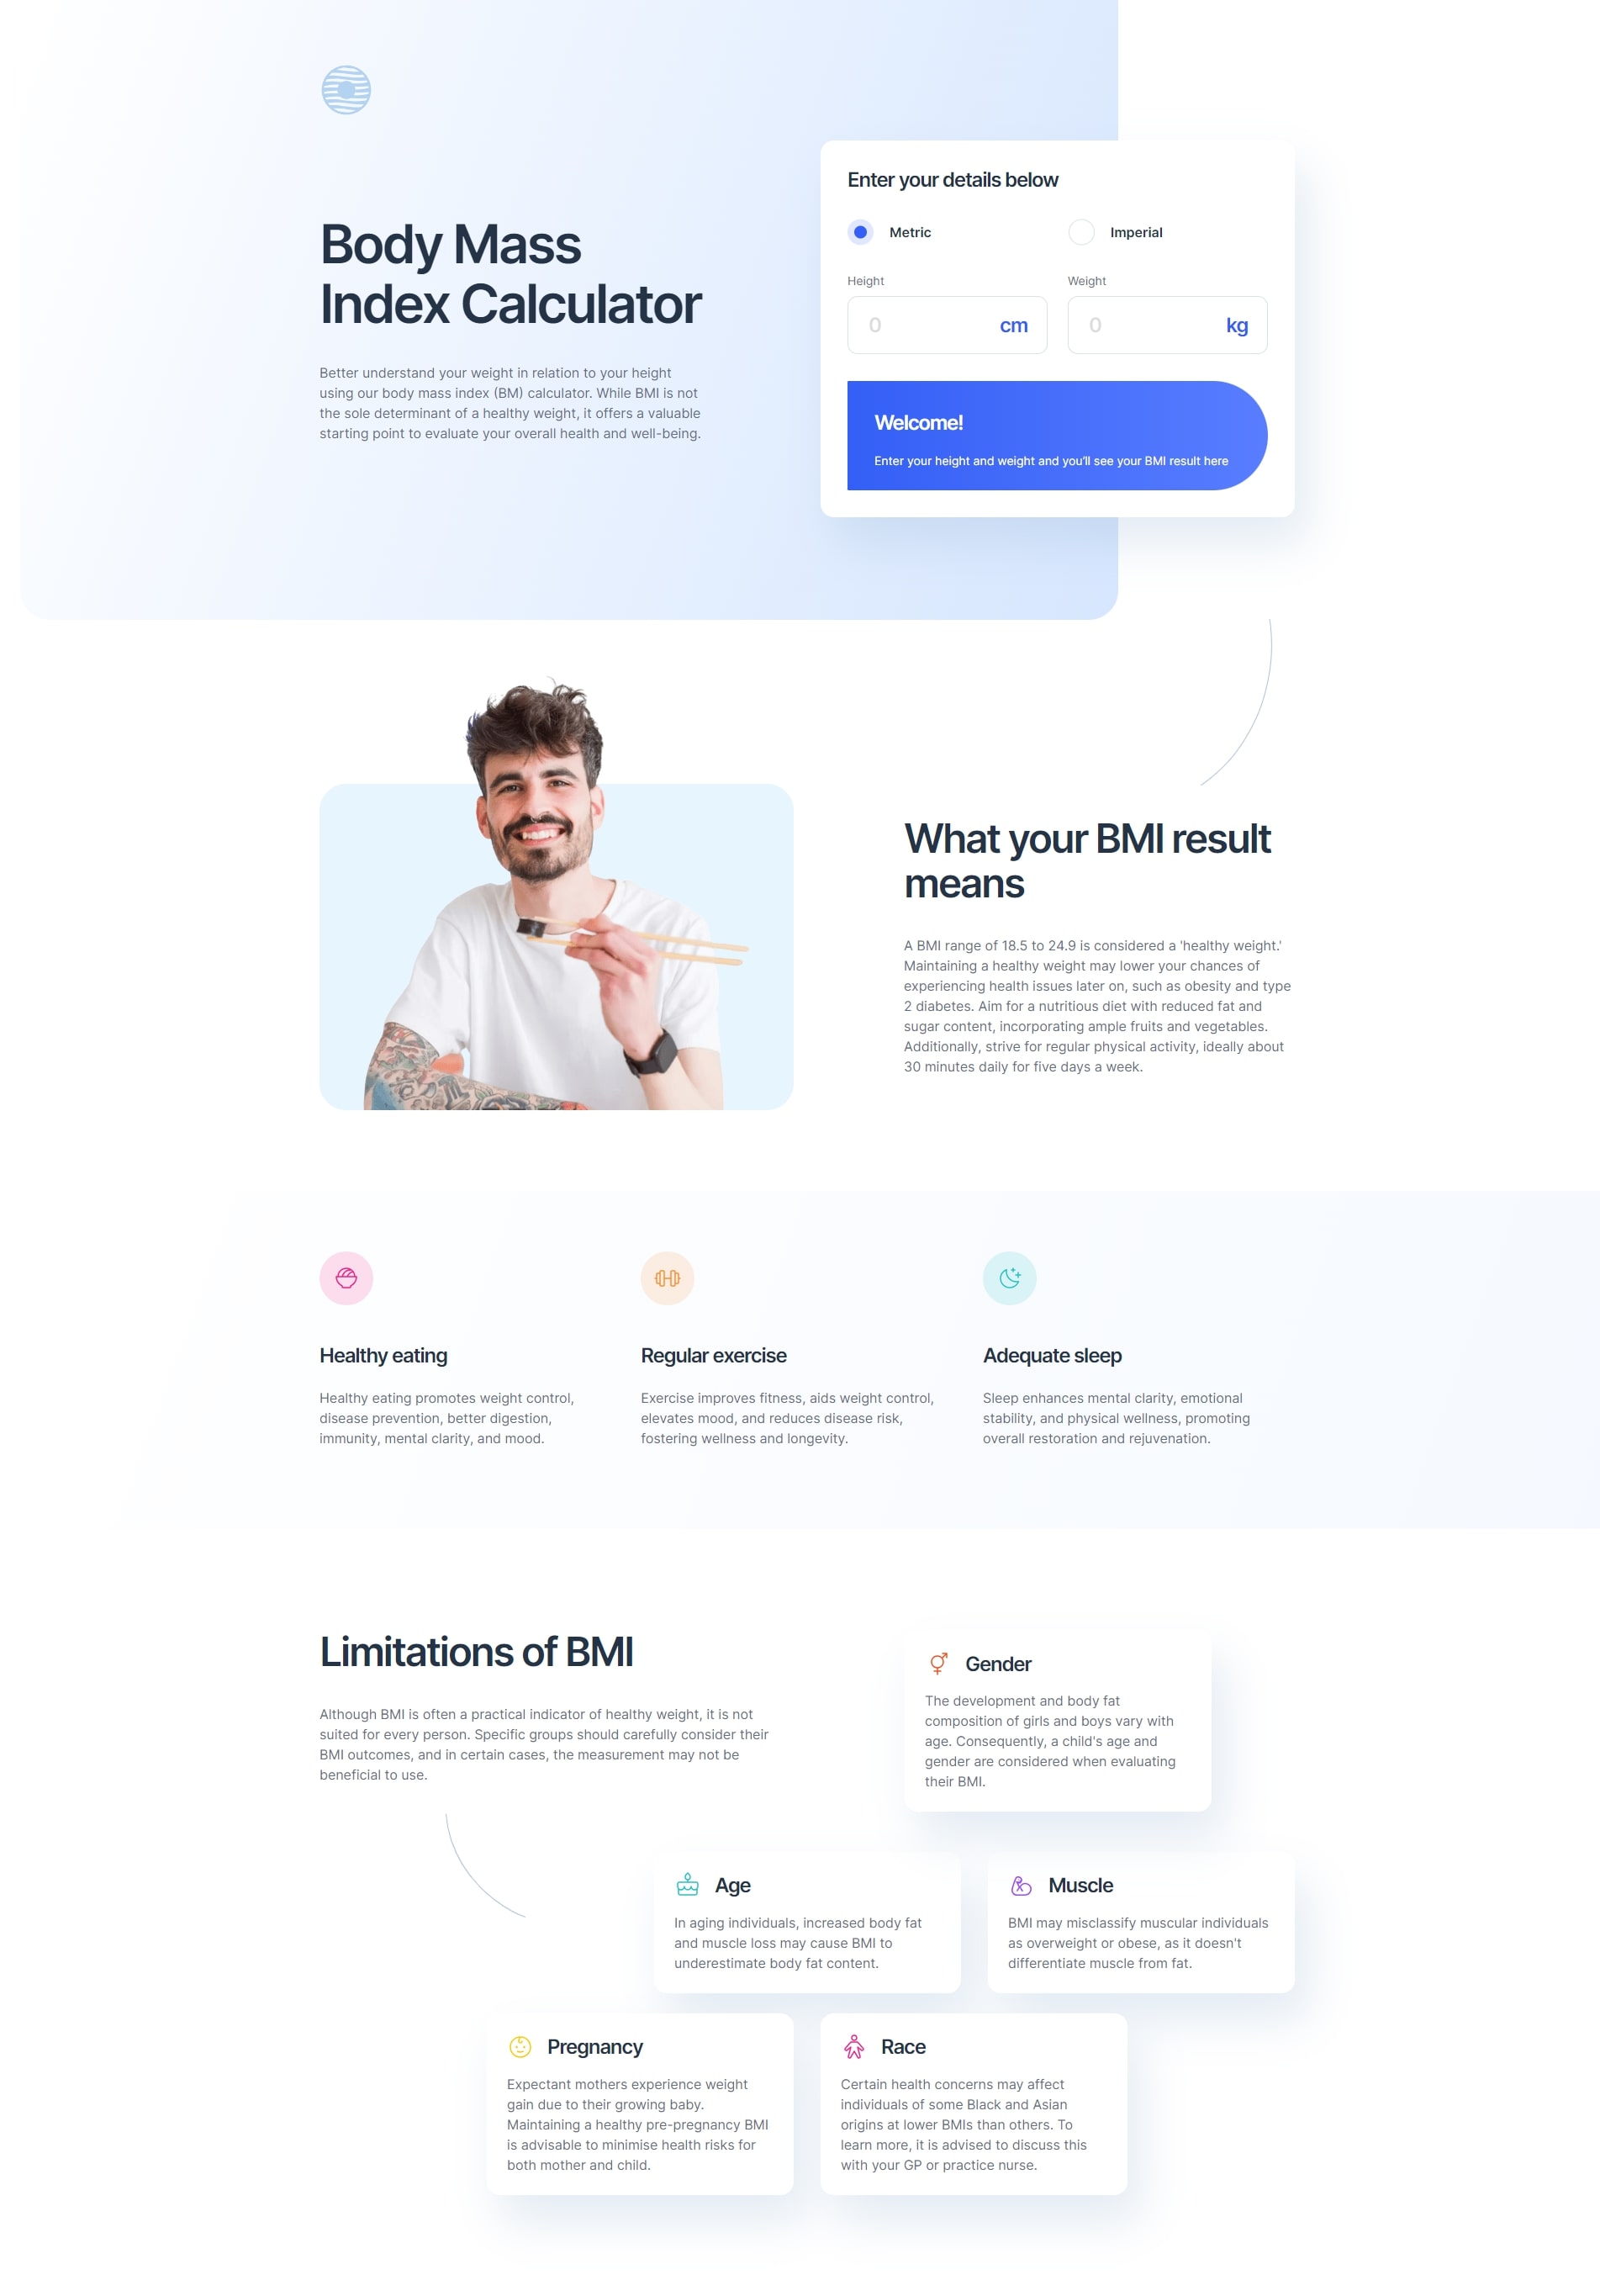 Body Mass
Index Calculator
Better understand your weight in relation to your height
using our body mass index (BM) calculator. While BMI is not
the sole determinant of a healthy weight, it offers a valuable
starting point to evaluate your overall health and well-being.
Enter your details below
Metric
Imperial
Height
Weight
0 cm
0 kg
Welcome!
Enter your height and weight and you'll see your BMI result here
What your BMI result
means
A BMI range of 18.5 to 24.9 is considered a 'healthy weight.'
Maintaining a healthy weight may lower your chances of
experiencing health issues later on, such as obesity and type
2 diabetes. Aim for a nutritious diet with reduced fat and
sugar content, incorporating ample fruits and vegetables.
Additionally, strive for regular physical activity, ideally about
30 minutes daily for five days a week.
Healthy eating
Healthy eating promotes weight control,
disease prevention, better digestion,
immunity, mental clarity, and mood.
Regular exercise
Exercise improves fitness, aids weight control,
elevates mood, and reduces disease risk,
fostering wellness and longevity.
Adequate sleep
Sleep enhances mental clarity, emotional
stability, and physical wellness, promoting
overall restoration and rejuvenation.
Limitations of BMI
Although BMI is often a practical indicator of healthy weight, it is not
suited for every person. Specific groups should carefully consider their
BMI outcomes, and in certain cases, the measurement may not be
beneficial to use.
Gender
The development and body fat
composition of girls and boys vary with
age. Consequently, a child's age and
gender are considered when evaluating
their BMI.
Age
In aging individuals, increased body fat
and muscle loss may cause BMI to
underestimate body fat content.
Muscle
BMI may misclassify muscular individuals
as overweight or obese, as it doesn't
differentiate muscle from fat.
Pregnancy
Expectant mothers experience weight
gain due to their growing baby.
Maintaining a healthy pre-pregnancy BMI
is advisable to minimise health risks for
both mother and child.
Race
Certain health concerns may affect
individuals of some Black and Asian
origins at lower BMIs than others. To
learn more, it is advised to discuss this
with your GP or practice nurse.